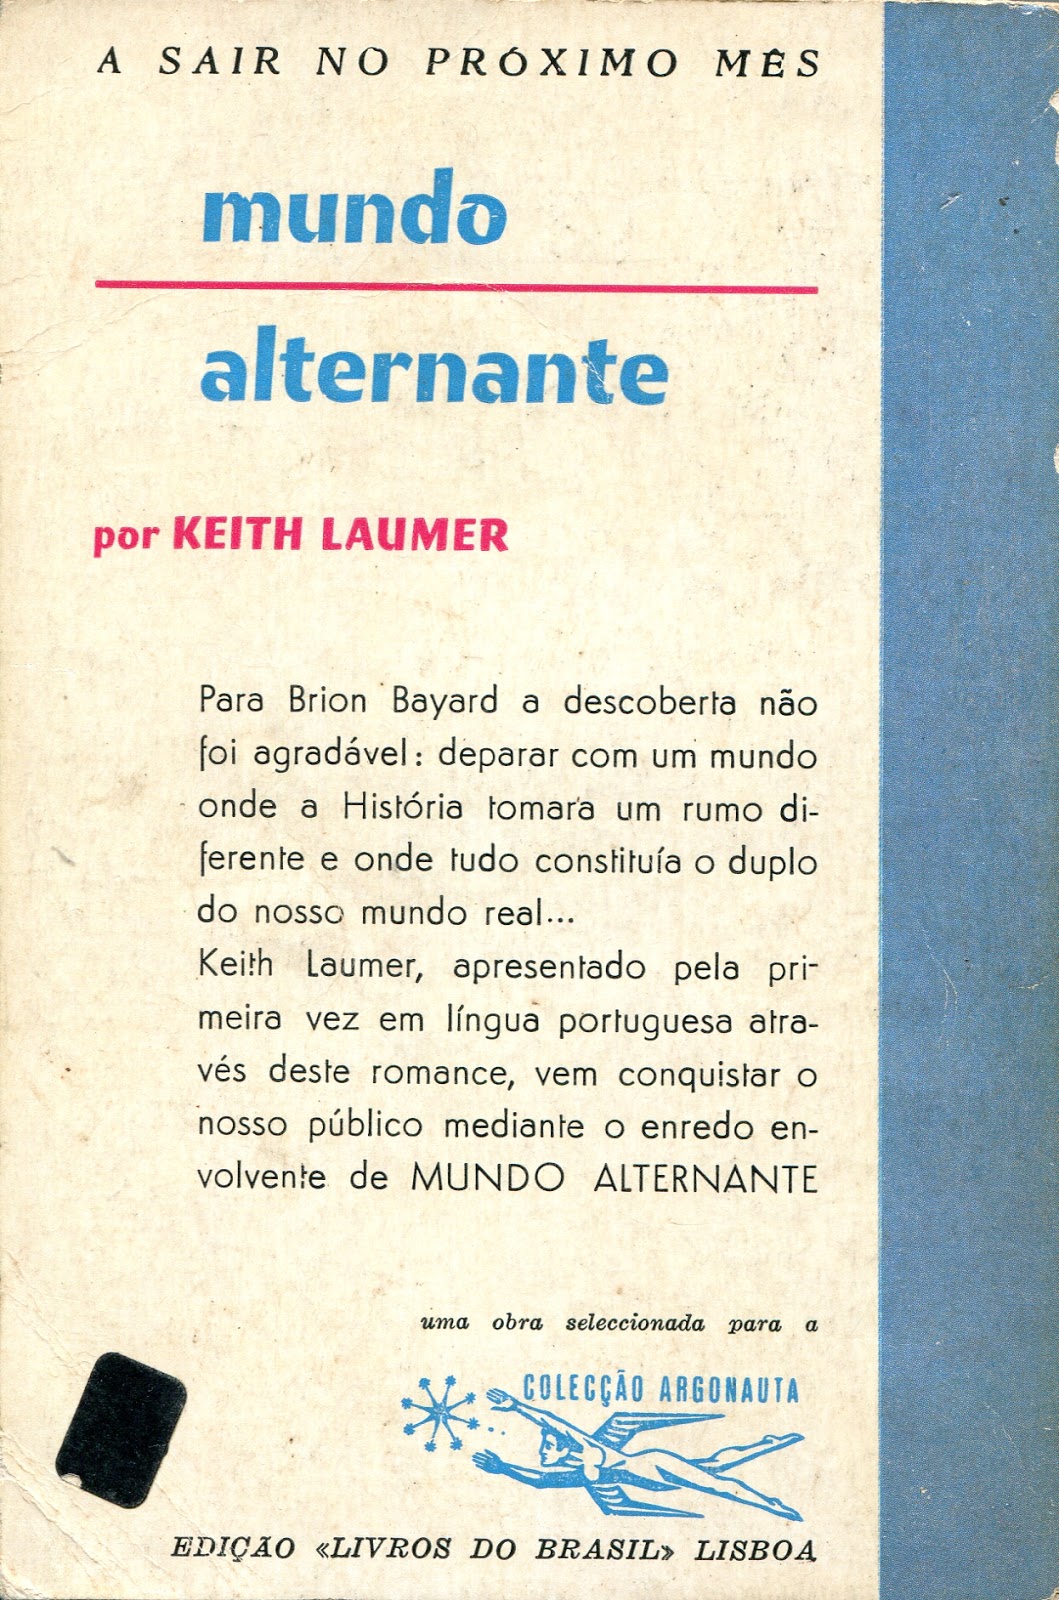 A SAIR NO PRÓXIMO MÊS
mundo
alternante
por KEITH LAUMER
Para Brion Bayard a descoberta não
foi agradável: deparar com um mundo
onde a História tomara um rumo di-
ferente e onde tudo constituía o duplo
do nosso mundo real...
Keith Laumer, apresentado pela pri-
meira vez em língua portuguesa atra-
vés deste romance, vem conquistar o
nosso público mediante o enredo en-
volvente de MUNDO ALTERNANTE
uma obra seleccionada para a
COLECÇÃO ARGONAUTA
EDIÇÃO «LIVROS DO BRASIL» LISBOA